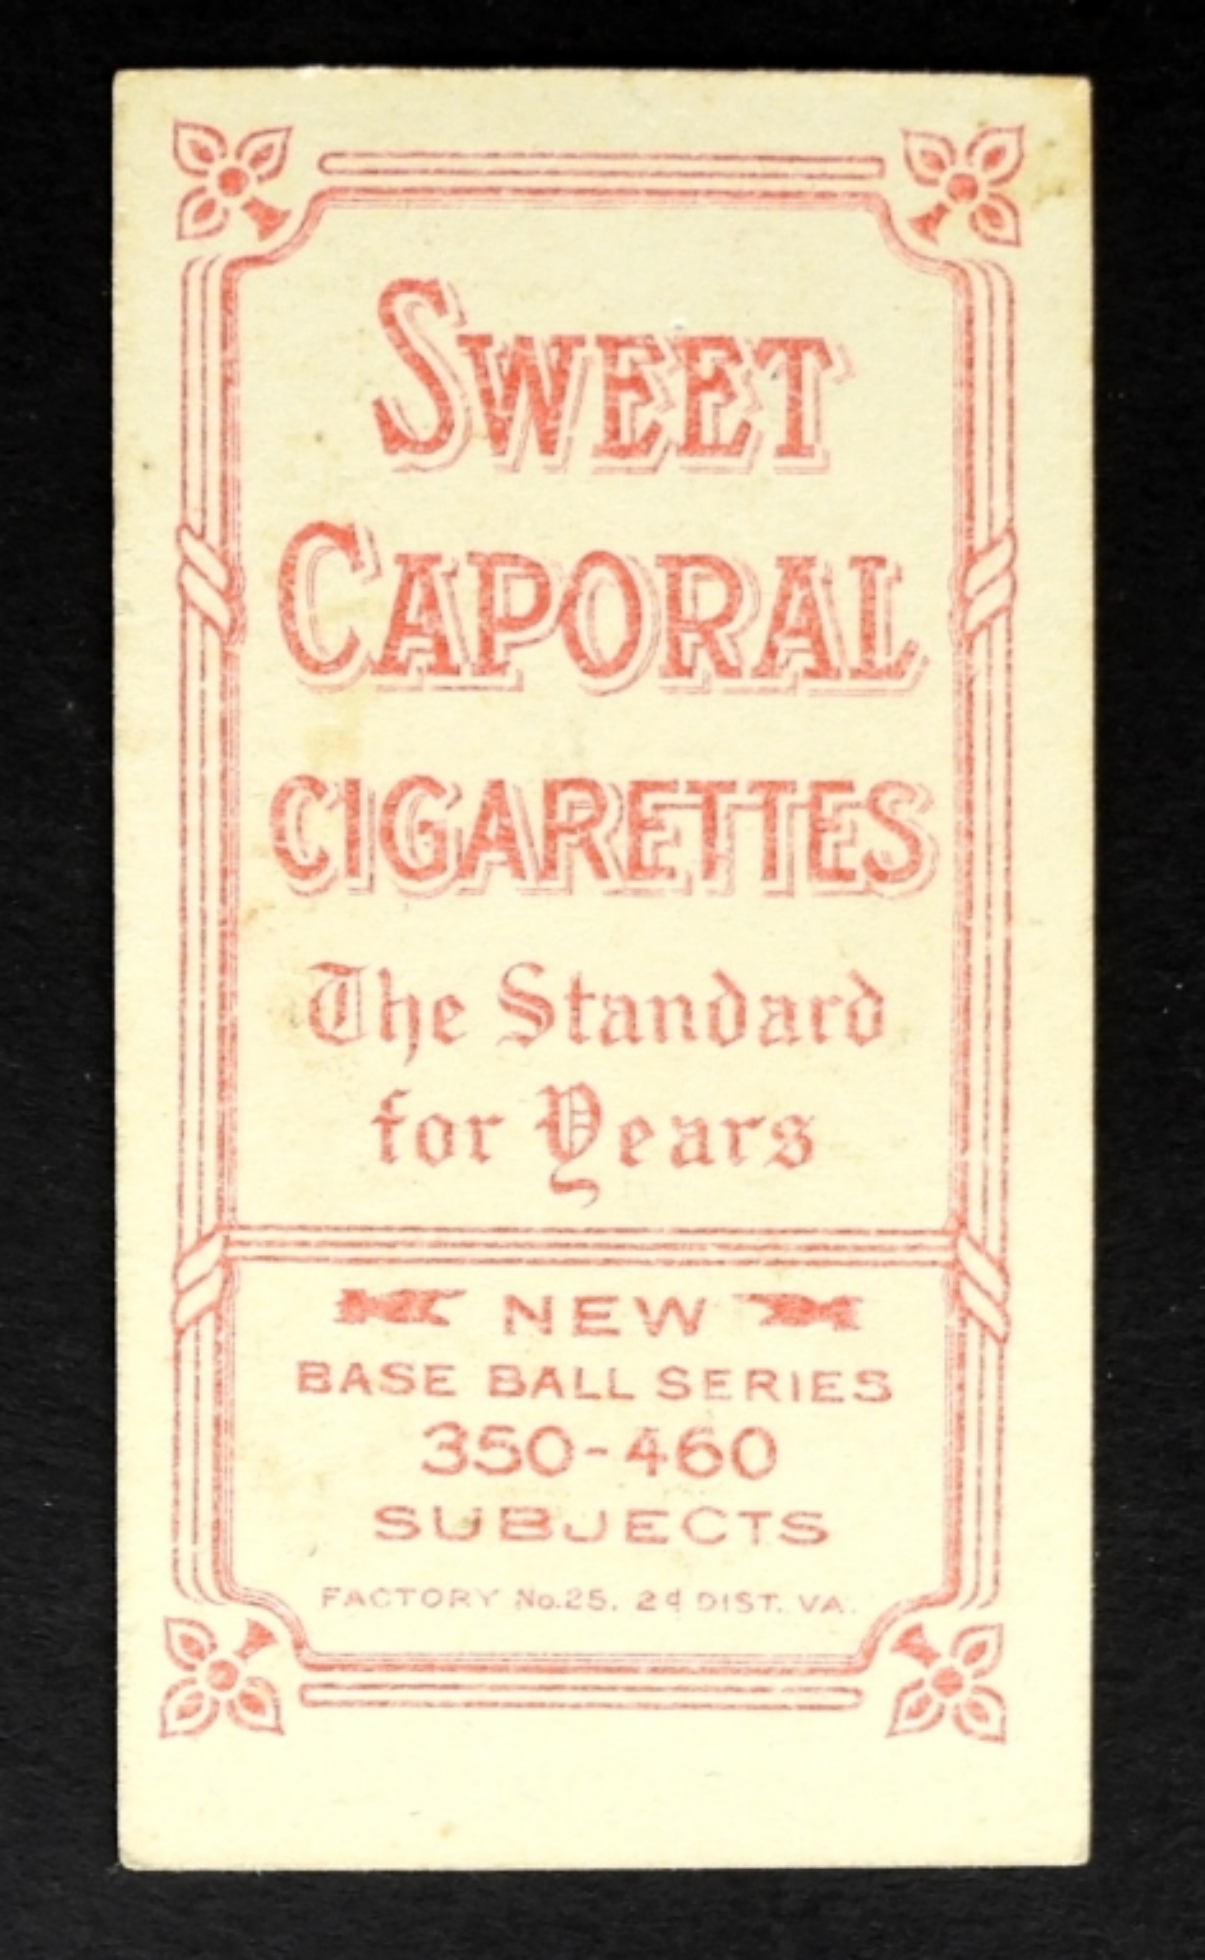 SWEET
CAPORAL
CIGARETTES
The Standard
for Years
NEW
BASE BALL SERIES
350-460
SUBJECTS
FACTORY No.25, 2d DIST. VA.